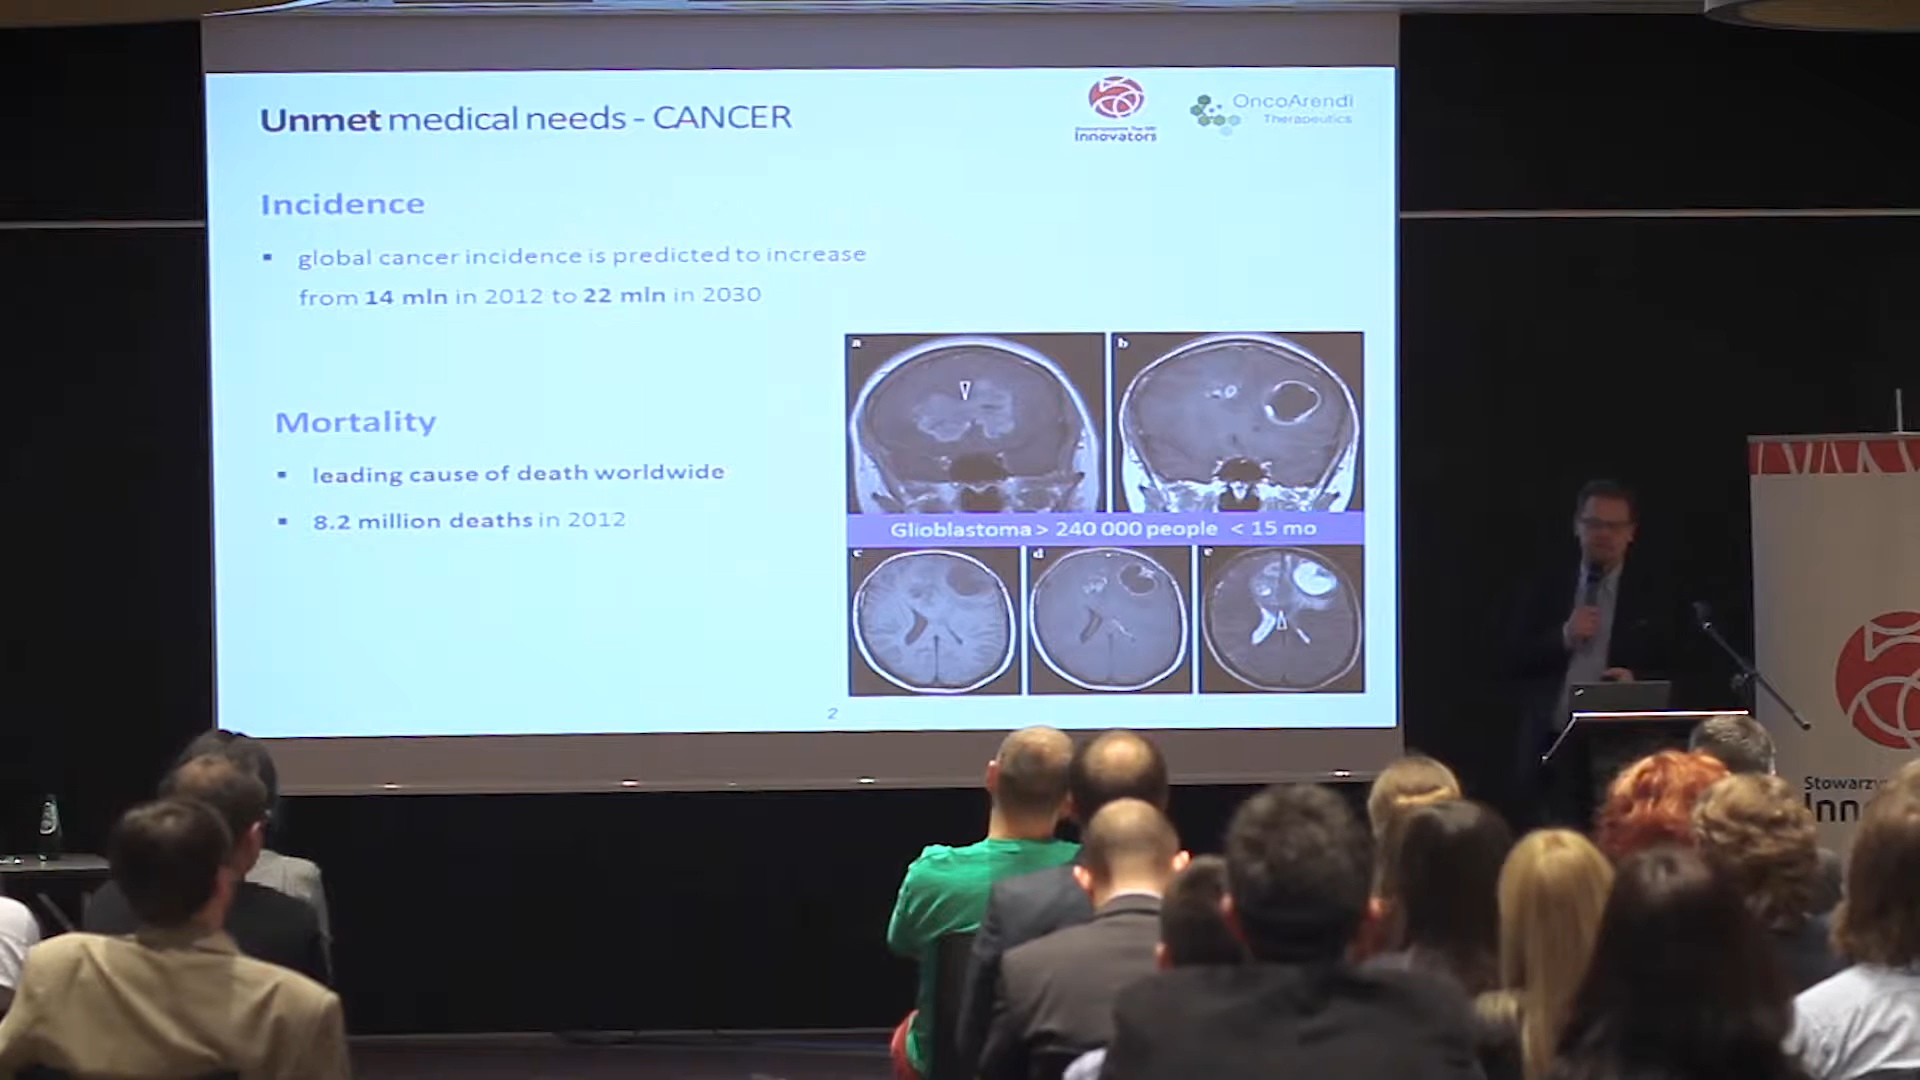 Unmet medical needs - CANCER
Innovators
OncoArendi
Therapeutics
Incidence
▪ global cancer incidence is predicted to increase
from 14 mln in 2012 to 22 mln in 2030
Mortality
▪ leading cause of death worldwide
▪ 8.2 million deaths in 2012
a
b
Glioblastoma > 240 000 people < 15 mo
c
d
e
2
Stowarzy
Inn